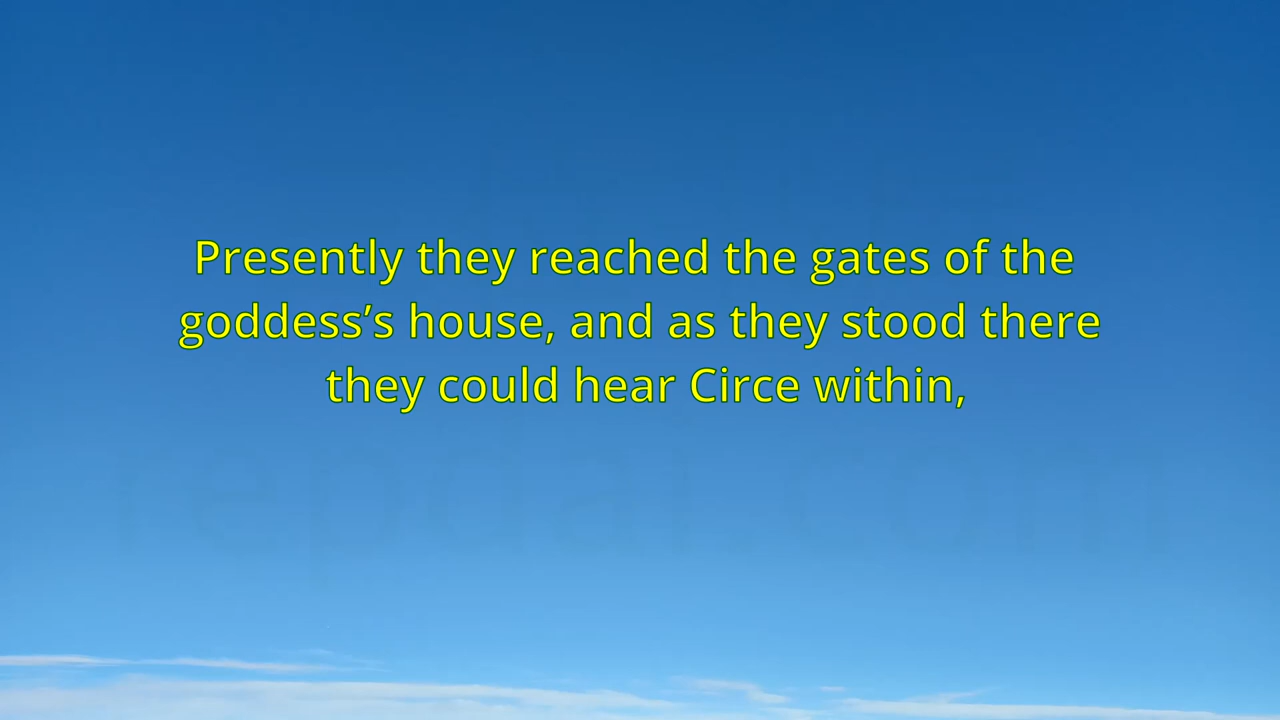 Presently they reached the gates of the
goddess’s house, and as they stood there
they could hear Circe within,